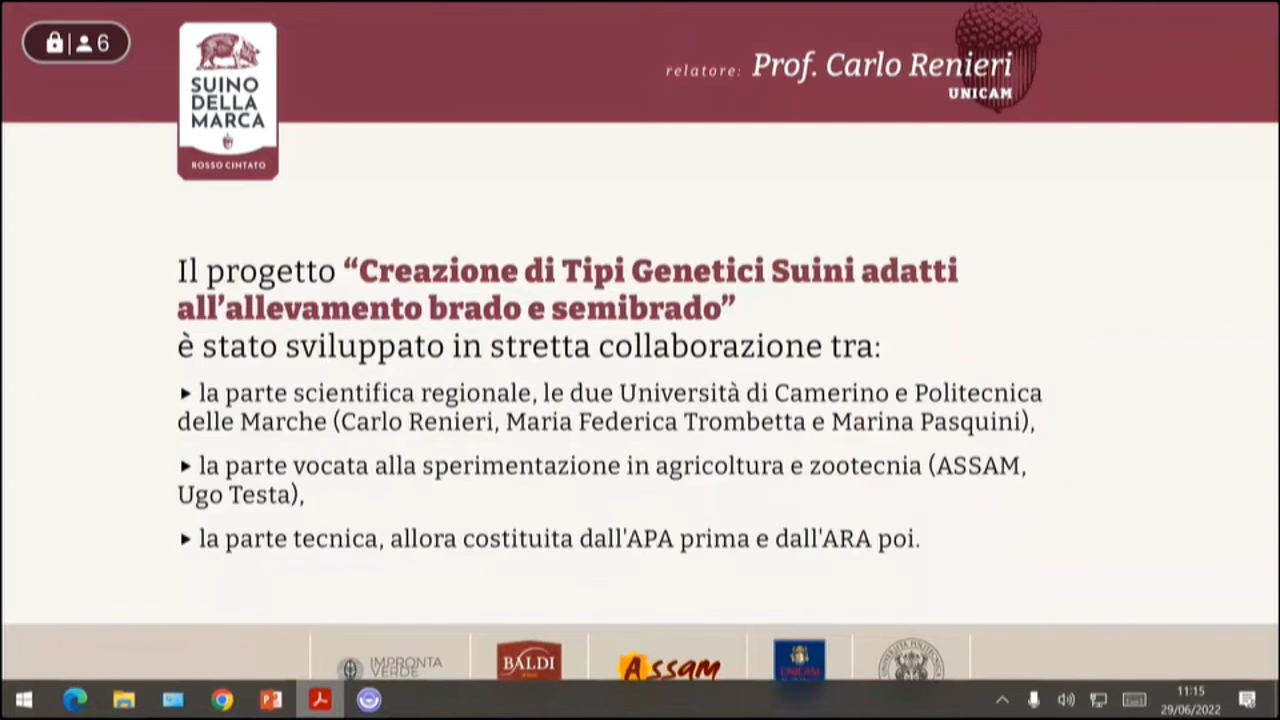 6
SUINO
DELLA
MARCA
ROSSO CINTATO
relatore: Prof. Carlo Renieri
UNICAM
Il progetto “Creazione di Tipi Genetici Suini adatti
all’allevamento brado e semibrado”
è stato sviluppato in stretta collaborazione tra:
‣ la parte scientifica regionale, le due Università di Camerino e Politecnica
delle Marche (Carlo Renieri, Maria Federica Trombetta e Marina Pasquini),
‣ la parte vocata alla sperimentazione in agricoltura e zootecnia (ASSAM,
Ugo Testa),
‣ la parte tecnica, allora costituita dall'APA prima e dall'ARA poi.
IMPRONTA
VERDE
BALDI
Assam
UNICAM
11:15
29/06/2022